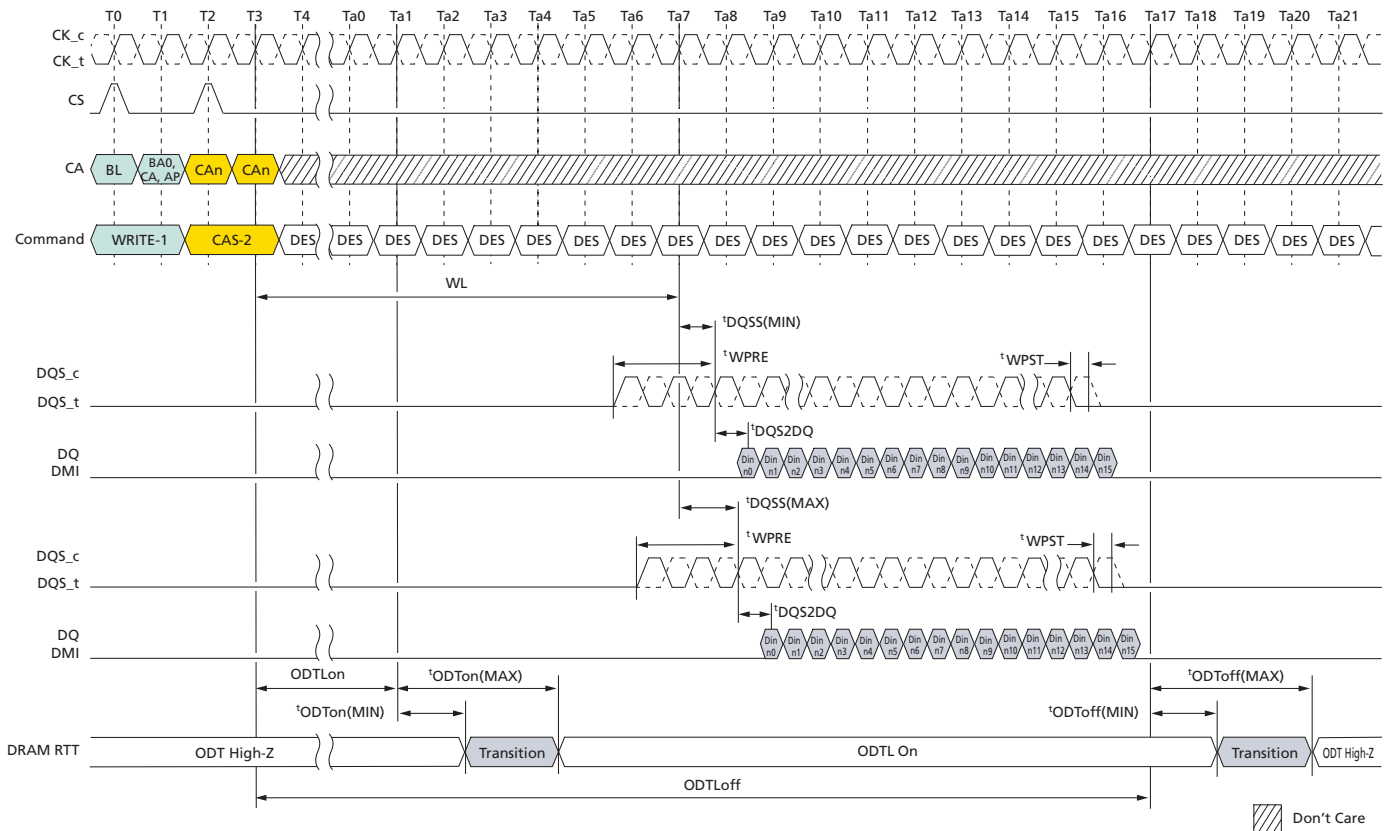 T0 T1 T2 T3 T4 Ta0 Ta1 Ta2 Ta3 Ta4 Ta5 Ta6 Ta7 Ta8 Ta9 Ta10 Ta11 Ta12 Ta13 Ta14 Ta15 Ta16 Ta17 Ta18 Ta19 Ta20 Ta21
CK_c
CK_t
CS
CA BL BA0, CA, AP CAn CAn
Command WRITE-1 CAS-2 DES DES DES DES DES DES DES DES DES DES DES DES DES DES DES DES DES DES DES DES DES DES DES
WL
tDQSS(MIN)
tWPRE tWPST
DQS_c
DQS_t
tDQS2DQ
DQ
DMI
Din n0 Din n1 Din n2 Din n3 Din n4 Din n5 Din n6 Din n7 Din n8 Din n9 Din n10 Din n11 Din n12 Din n13 Din n14 Din n15
tDQSS(MAX)
tWPRE tWPST
DQS_c
DQS_t
tDQS2DQ
DQ
DMI
Din n0 Din n1 Din n2 Din n3 Din n4 Din n5 Din n6 Din n7 Din n8 Din n9 Din n10 Din n11 Din n12 Din n13 Din n14 Din n15
ODTLon tODTon(MAX) tODToff(MAX)
tODTon(MIN) tODToff(MIN)
DRAM RTT ODT High-Z Transition ODTL On Transition ODT High-Z
ODTLoff
Don't Care